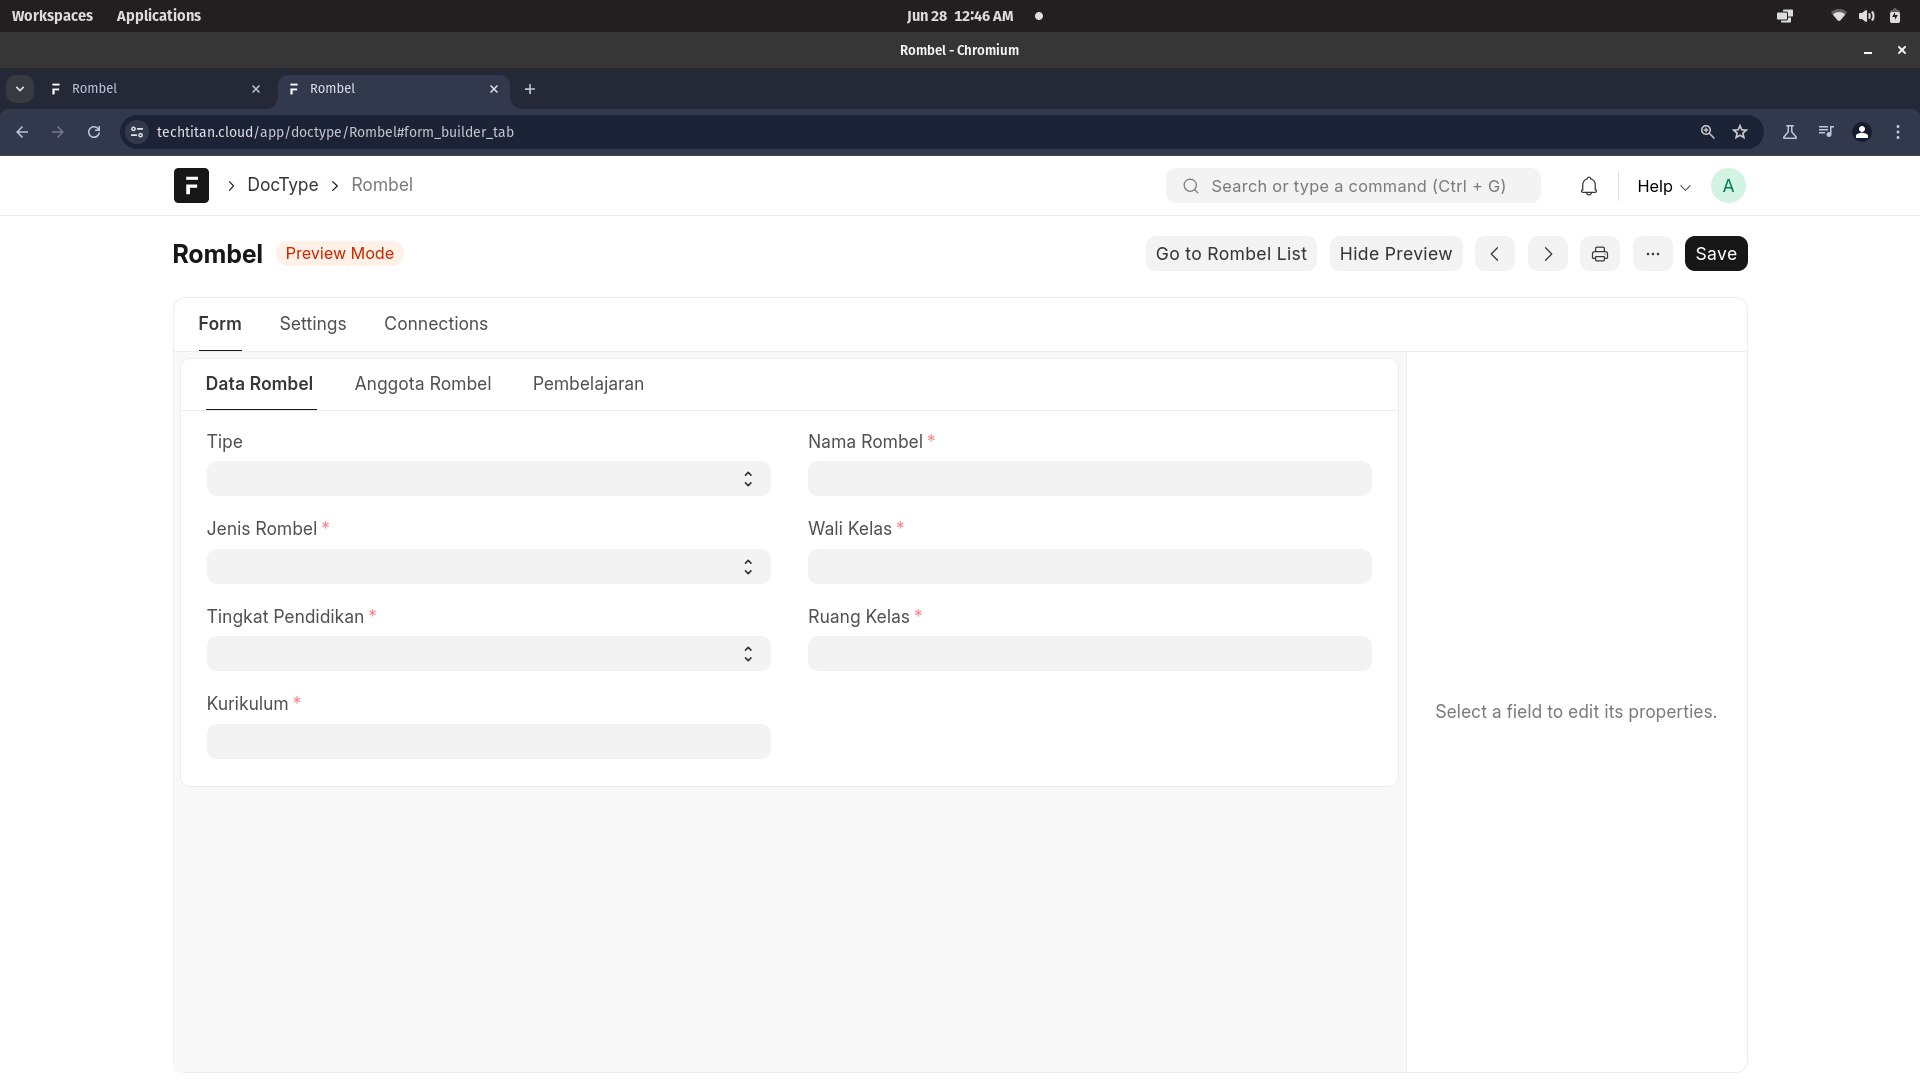 Workspaces Applications Jun 28 12:46 AM
Rombel - Chromium
Rombel Rombel
techtitan.cloud/app/doctype/Rombel#form_builder_tab
DocType Rombel Search or type a command (Ctrl + G) Help A
Rombel Preview Mode Go to Rombel List Hide Preview ... Save
Form Settings Connections
Data Rombel Anggota Rombel Pembelajaran
Tipe Nama Rombel *
Jenis Rombel * Wali Kelas *
Tingkat Pendidikan * Ruang Kelas *
Kurikulum *
Select a field to edit its properties.